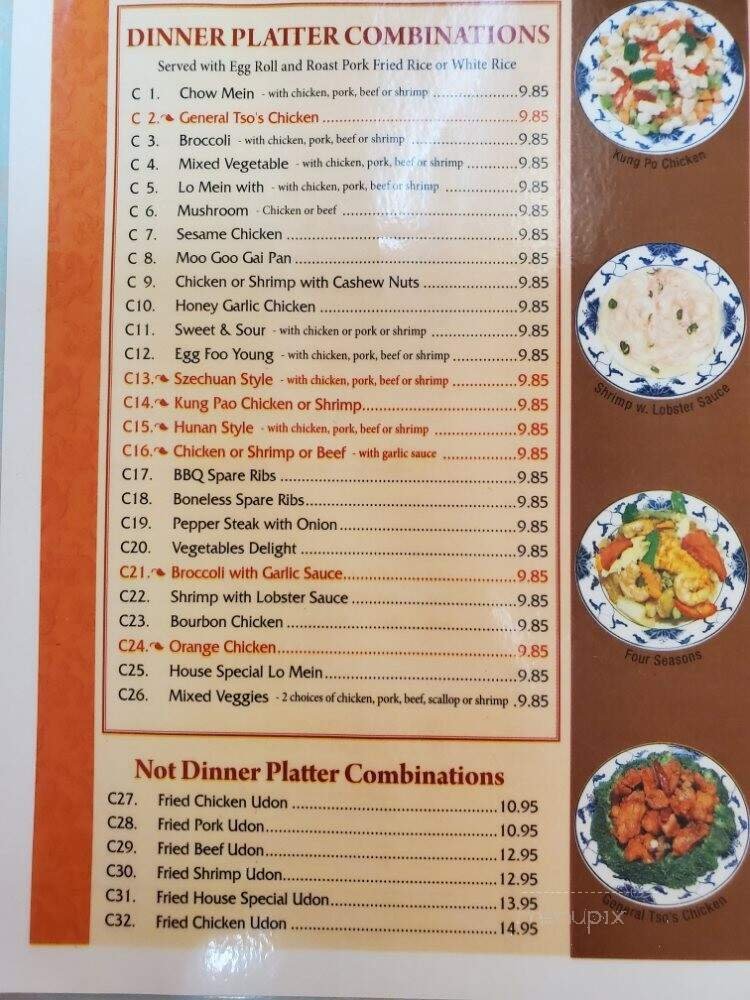 DINNER PLATTER COMBINATIONS
Served with Egg Roll and Roast Pork Fried Rice or White Rice
C 1. Chow Mein - with chicken, pork, beef or shrimp ..................9.85
C 2. General Tso's Chicken ..................9.85
C 3. Broccoli - with chicken, pork, beef or shrimp ..................9.85
C 4. Mixed Vegetable - with chicken, pork, beef or shrimp ..................9.85
C 5. Lo Mein with - with chicken, pork, beef or shrimp ..................9.85
C 6. Mushroom - Chicken or beef ..................9.85
C 7. Sesame Chicken ..................9.85
C 8. Moo Goo Gai Pan ..................9.85
C 9. Chicken or Shrimp with Cashew Nuts ..................9.85
C10. Honey Garlic Chicken ..................9.85
C11. Sweet & Sour - with chicken or pork or shrimp ..................9.85
C12. Egg Foo Young - with chicken, pork, beef or shrimp ..................9.85
C13. Szechuan Style - with chicken, pork, beef or shrimp ..................9.85
C14. Kung Pao Chicken or Shrimp..................9.85
C15. Hunan Style - with chicken, pork, beef or shrimp ..................9.85
C16. Chicken or Shrimp or Beef - with garlic sauce ..................9.85
C17. BBQ Spare Ribs ..................9.85
C18. Boneless Spare Ribs..................9.85
C19. Pepper Steak with Onion..................9.85
C20. Vegetables Delight ..................9.85
C21. Broccoli with Garlic Sauce..................9.85
C22. Shrimp with Lobster Sauce ..................9.85
C23. Bourbon Chicken ..................9.85
C24. Orange Chicken..................9.85
C25. House Special Lo Mein..................9.85
C26. Mixed Veggies - 2 choices of chicken, pork, beef, scallop or shrimp .9.85
Not Dinner Platter Combinations
C27. Fried Chicken Udon ..................10.95
C28. Fried Pork Udon..................10.95
C29. Fried Beef Udon..................12.95
C30. Fried Shrimp Udon..................12.95
C31. Fried House Special Udon..................13.95
C32. Fried Chicken Udon ..................14.95
Kung Po Chicken
Shrimp w. Lobster Sauce
Four Seasons
General Tso's Chicken